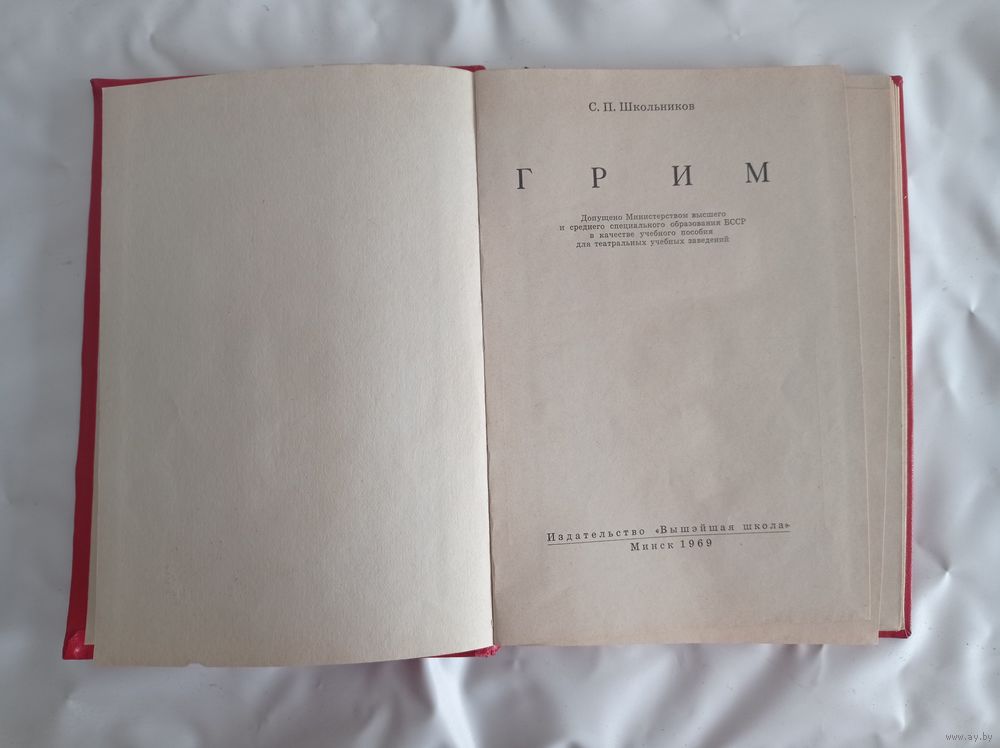 С. П. Школьников
ГРИМ
Допущено Министерством высшего
и среднего специального образования БССР
в качестве учебного пособия
для театральных учебных заведений
Издательство «Вышэйшая школа»
Минск 1969
www.ay.by